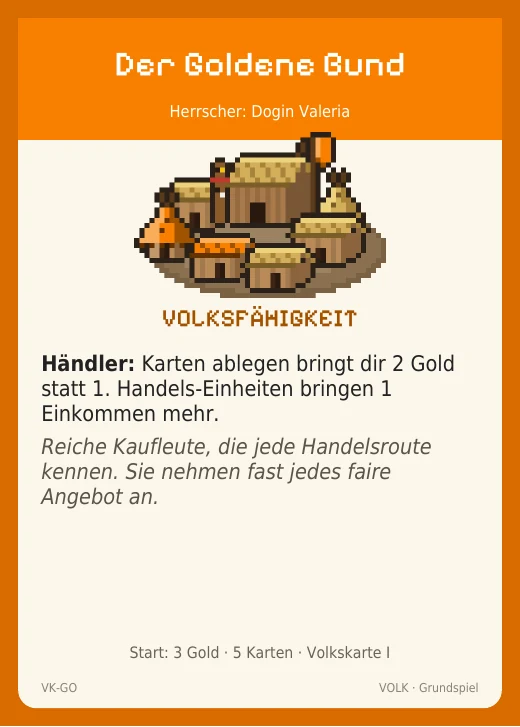 Der Goldene Bund
Herrscher: Dogin Valeria
VOLKSFÄHIGKEIT
Händler: Karten ablegen bringt dir 2 Gold
statt 1. Handels-Einheiten bringen 1
Einkommen mehr.
Reiche Kaufleute, die jede Handelsroute
kennen. Sie nehmen fast jedes faire
Angebot an.
Start: 3 Gold · 5 Karten · Volkskarte I
VK-GO
VOLK · Grundspiel